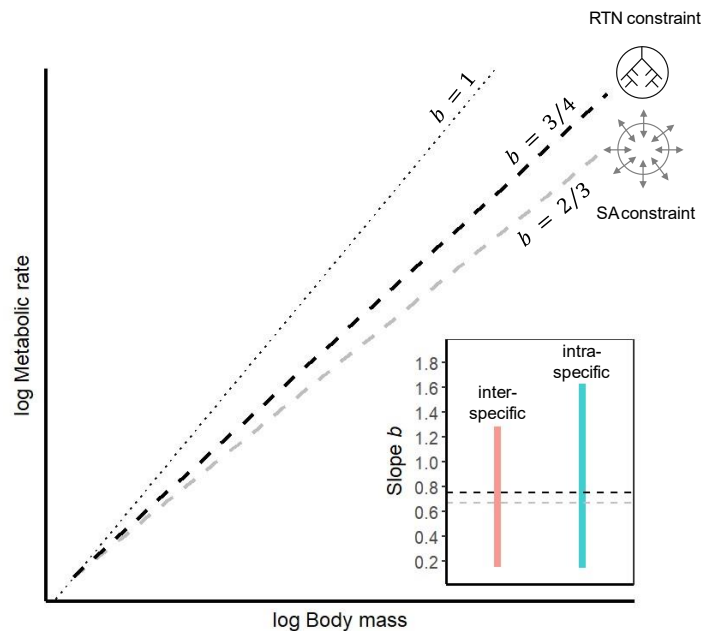 RTN constraint
b = 1
b = 3/4
b = 2/3
SA constraint
log Metabolic rate
log Body mass
Slope b
1.8
1.6
1.4
1.2
1.0
0.8
0.6
0.4
0.2
inter-
specific
intra-
specific